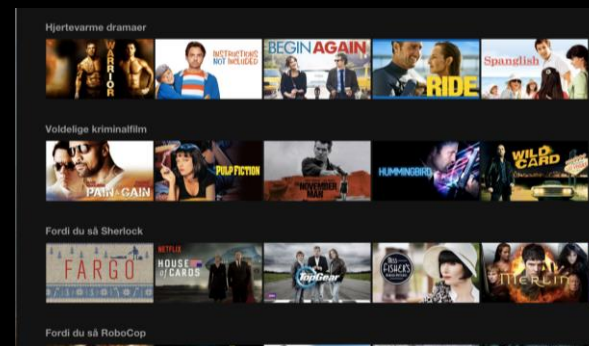 Hjertevarme dramaer
WARRIOR
INSTRUCTIONS
NOT INCLUDED
BEGIN AGAIN
RIDE
Spanglish
Voldelige kriminalfilm
PAIN & GAIN
PULP FICTION
THE
NOVEMBER
MAN
HUMMINGBIRD
WILD
CARD
Fordi du så Sherlock
FARGO
NETFLIX
HOUSE
of CARDS
TopGear
MISS
FISHER'S
MERLIN
Fordi du så RoboCop